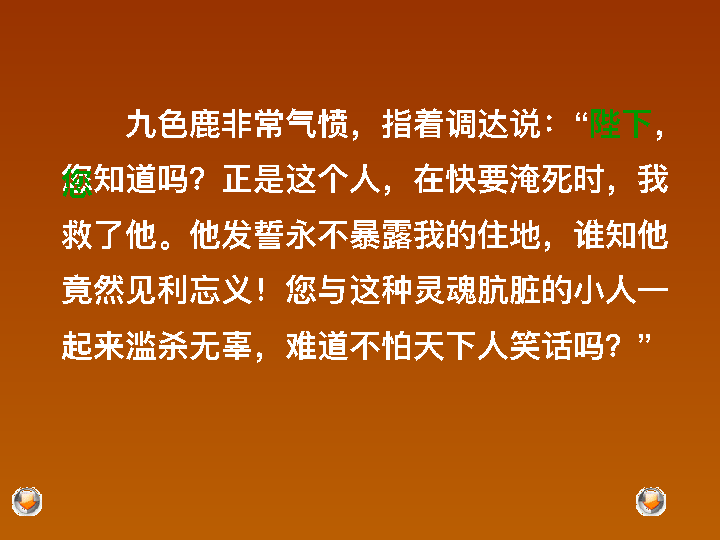 九色鹿非常气愤，指着调达说：“陛下，
您知道吗？正是这个人，在快要淹死时，我
救了他。他发誓永不暴露我的住地，谁知他
竟然见利忘义！您与这种灵魂肮脏的小人一
起来滥杀无辜，难道不怕天下人笑话吗？”